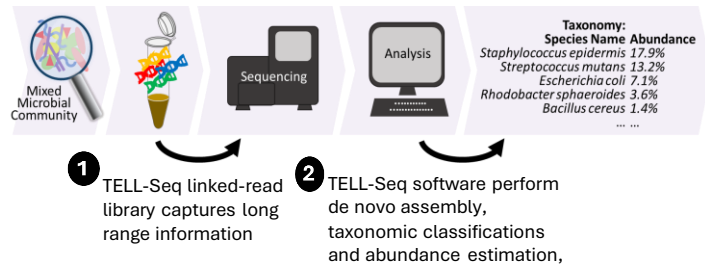 Mixed
Microbial
Community
Sequencing
Analysis
Taxonomy:
Species Name Abundance
Staphylococcus epidermis 17.9%
Streptococcus mutans 13.2%
Escherichia coli 7.1%
Rhodobacter sphaeroides 3.6%
Bacillus cereus 1.4%
... ...
1
TELL-Seq linked-read
library captures long
range information
2
TELL-Seq software perform
de novo assembly,
taxonomic classifications
and abundance estimation,